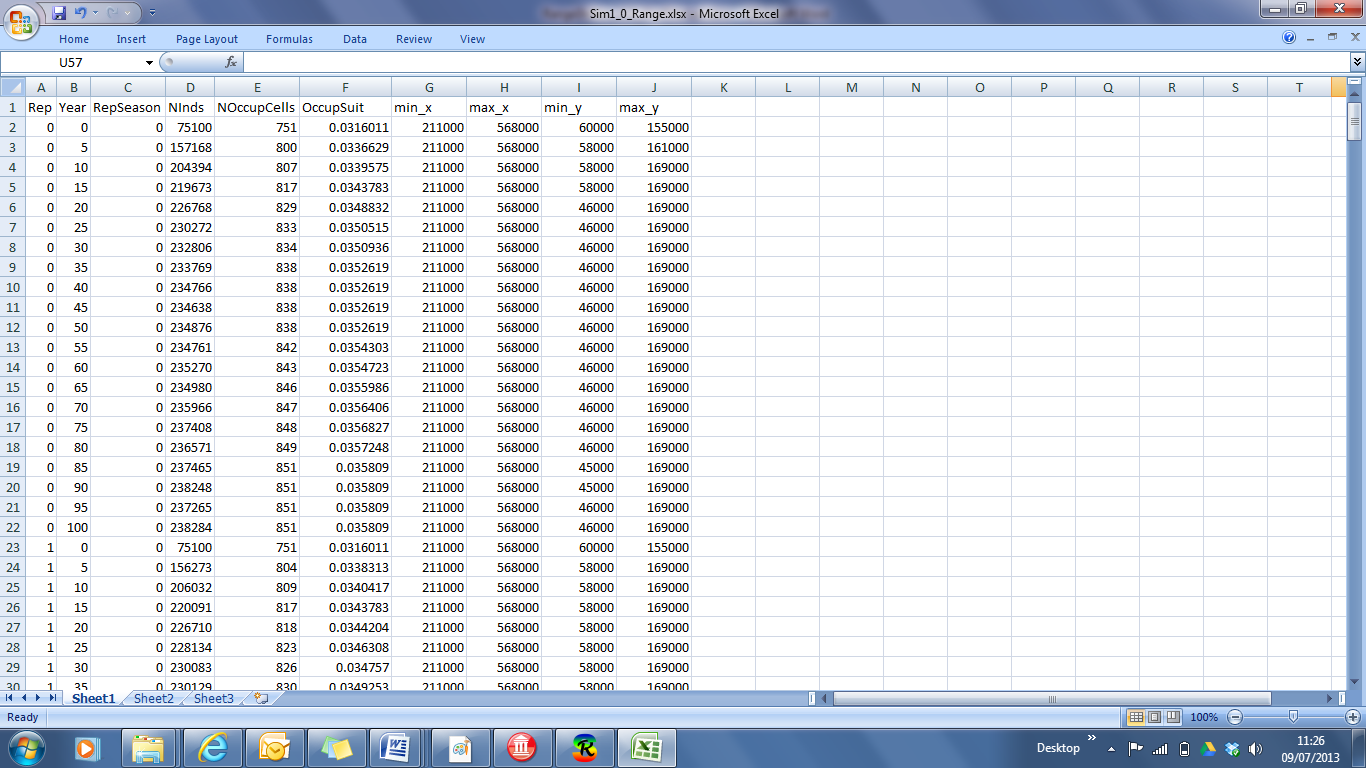 Sim1_0_Range.xlsx - Microsoft Excel
Home Insert Page Layout Formulas Data Review View
U57 fx
A B C D E F G H I J K L M N O P Q R S T
1 Rep Year RepSeason NInds NOccupCells OccupSuit min_x max_x min_y max_y
2 0 0 0 75100 751 0.0316011 211000 568000 60000 155000
3 0 5 0 157168 800 0.0336629 211000 568000 58000 161000
4 0 10 0 204394 807 0.0339575 211000 568000 58000 169000
5 0 15 0 219673 817 0.0343783 211000 568000 58000 169000
6 0 20 0 226768 829 0.0348832 211000 568000 46000 169000
7 0 25 0 230272 833 0.0350515 211000 568000 46000 169000
8 0 30 0 232806 834 0.0350936 211000 568000 46000 169000
9 0 35 0 233769 838 0.0352619 211000 568000 46000 169000
10 0 40 0 234766 838 0.0352619 211000 568000 46000 169000
11 0 45 0 234638 838 0.0352619 211000 568000 46000 169000
12 0 50 0 234876 838 0.0352619 211000 568000 46000 169000
13 0 55 0 234761 842 0.0354303 211000 568000 46000 169000
14 0 60 0 235270 843 0.0354723 211000 568000 46000 169000
15 0 65 0 234980 846 0.0355986 211000 568000 46000 169000
16 0 70 0 235966 847 0.0356406 211000 568000 46000 169000
17 0 75 0 237408 848 0.0356827 211000 568000 46000 169000
18 0 80 0 236571 849 0.0357248 211000 568000 46000 169000
19 0 85 0 237465 851 0.035809 211000 568000 45000 169000
20 0 90 0 238248 851 0.035809 211000 568000 45000 169000
21 0 95 0 237265 851 0.035809 211000 568000 46000 169000
22 0 100 0 238284 851 0.035809 211000 568000 46000 169000
23 1 0 0 75100 751 0.0316011 211000 568000 60000 155000
24 1 5 0 156273 804 0.0338313 211000 568000 58000 169000
25 1 10 0 206032 809 0.0340417 211000 568000 58000 169000
26 1 15 0 220091 817 0.0343783 211000 568000 58000 169000
27 1 20 0 226710 818 0.0344204 211000 568000 58000 169000
28 1 25 0 228134 823 0.0346308 211000 568000 58000 169000
29 1 30 0 230083 826 0.034757 211000 568000 58000 169000
30 1 35 0 230129 830 0.0349253 211000 568000 58000 169000
Sheet1 Sheet2 Sheet3
Ready 100%
Desktop 11:26
09/07/2013